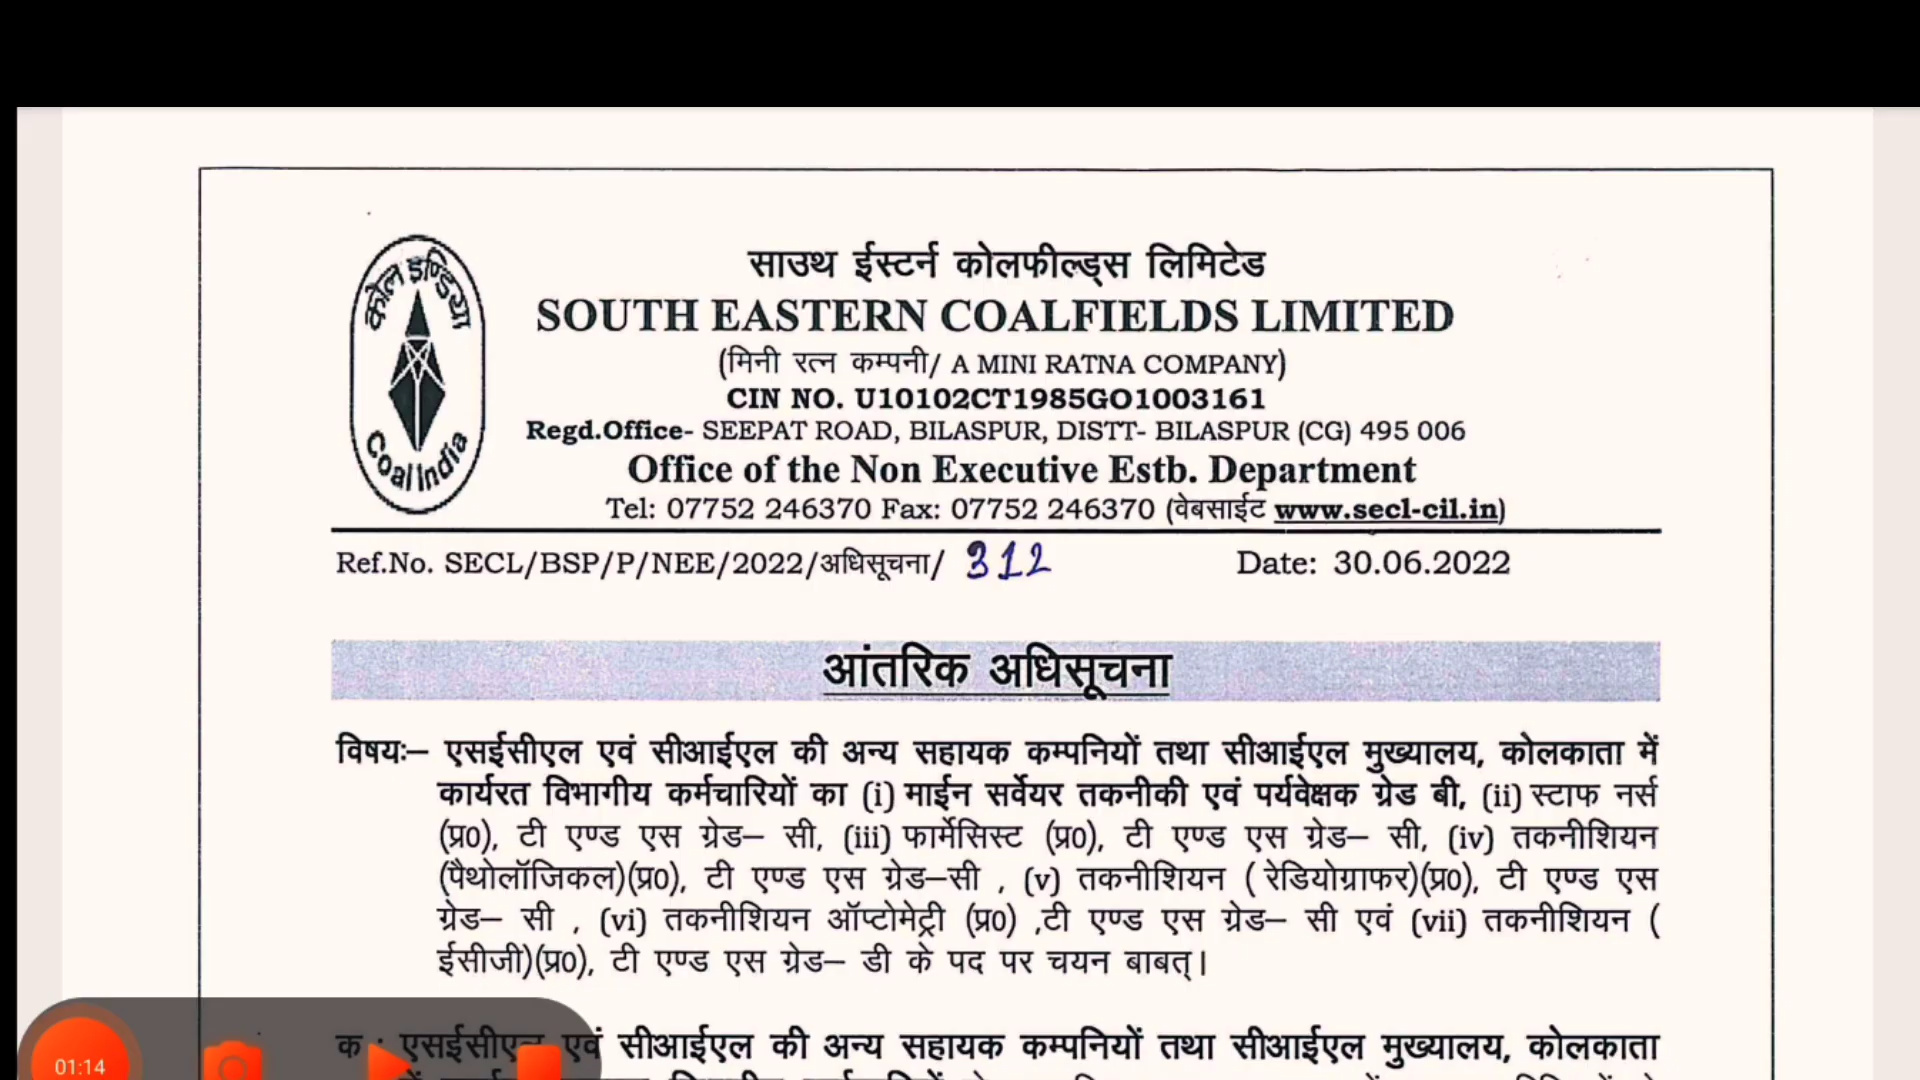 साउथ ईस्टर्न कोलफील्ड्स लिमिटेड
SOUTH EASTERN COALFIELDS LIMITED
(मिनी रत्न कम्पनी/ A MINI RATNA COMPANY)
CIN NO. U10102CT1985GO1003161
Regd.Office- SEEPAT ROAD, BILASPUR, DISTT- BILASPUR (CG) 495 006
Office of the Non Executive Estb. Department
Tel: 07752 246370 Fax: 07752 246370 (वेबसाईट www.secl-cil.in)
कोल इण्डिया
Coal India
Ref.No. SECL/BSP/P/NEE/2022/अधिसूचना/ 312 Date: 30.06.2022
आंतरिक अधिसूचना
विषयः– एसईसीएल एवं सीआईएल की अन्य सहायक कम्पनियों तथा सीआईएल मुख्यालय, कोलकाता में
कार्यरत विभागीय कर्मचारियों का (i) माईन सर्वेयर तकनीकी एवं पर्यवेक्षक ग्रेड बी, (ii) स्टाफ नर्स
(प्र0), टी एण्ड एस ग्रेड– सी, (iii) फार्मेसिस्ट (प्र0), टी एण्ड एस ग्रेड– सी, (iv) तकनीशियन
(पैथोलॉजिकल)(प्र0), टी एण्ड एस ग्रेड–सी , (v) तकनीशियन ( रेडियोग्राफर)(प्र0), टी एण्ड एस
ग्रेड– सी , (vi) तकनीशियन ऑप्टोमेट्री (प्र0) ,टी एण्ड एस ग्रेड– सी एवं (vii) तकनीशियन (
ईसीजी)(प्र0), टी एण्ड एस ग्रेड– डी के पद पर चयन बाबत्।
क : एसईसीएल एवं सीआईएल की अन्य सहायक कम्पनियों तथा सीआईएल मुख्यालय, कोलकाता
01:14